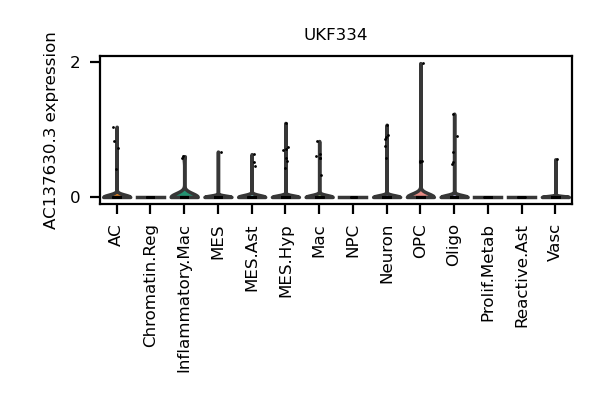 UKF334
AC137630.3 expression
2
0
AC
Chromatin.Reg
Inflammatory.Mac
MES
MES.Ast
MES.Hyp
Mac
NPC
Neuron
OPC
Oligo
Prolif.Metab
Reactive.Ast
Vasc